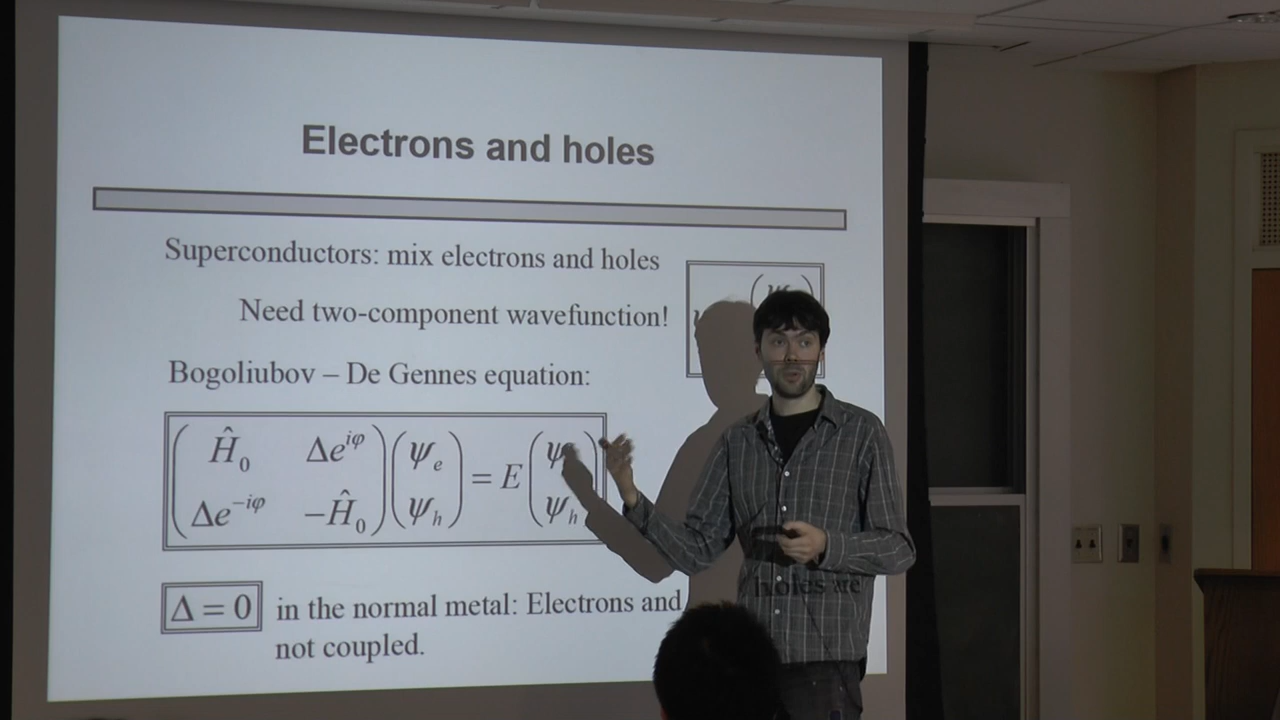 Electrons and holes
Superconductors: mix electrons and holes
Need two-component wavefunction!
Bogoliubov – De Gennes equation:
( Ĥ₀ Δe^{iφ} ) ( ψ_e ) = E ( ψ )
( Δe^{-iφ} -Ĥ₀ ) ( ψ_h ) ( ψ_h )
Δ = 0 in the normal metal: Electrons and holes are
not coupled.